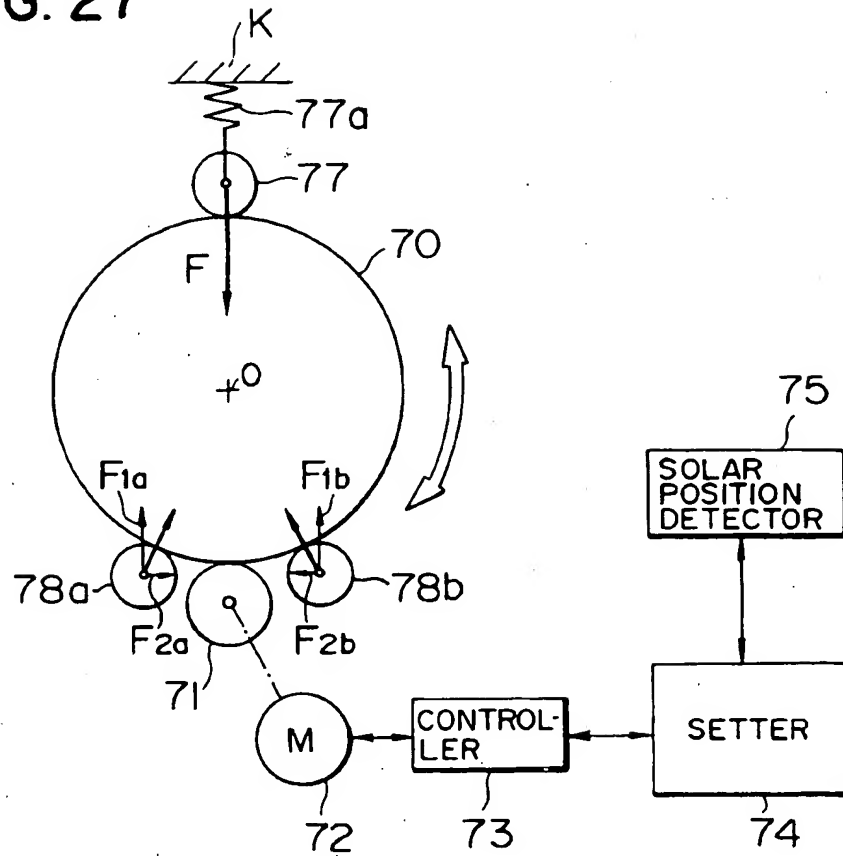 G. 27
K
77a
77
70
F
O
75
F1a
F1b
SOLAR
POSITION
DETECTOR
78a
78b
F2a
F2b
71
M
CONTROL-
LER
SETTER
72
73
74